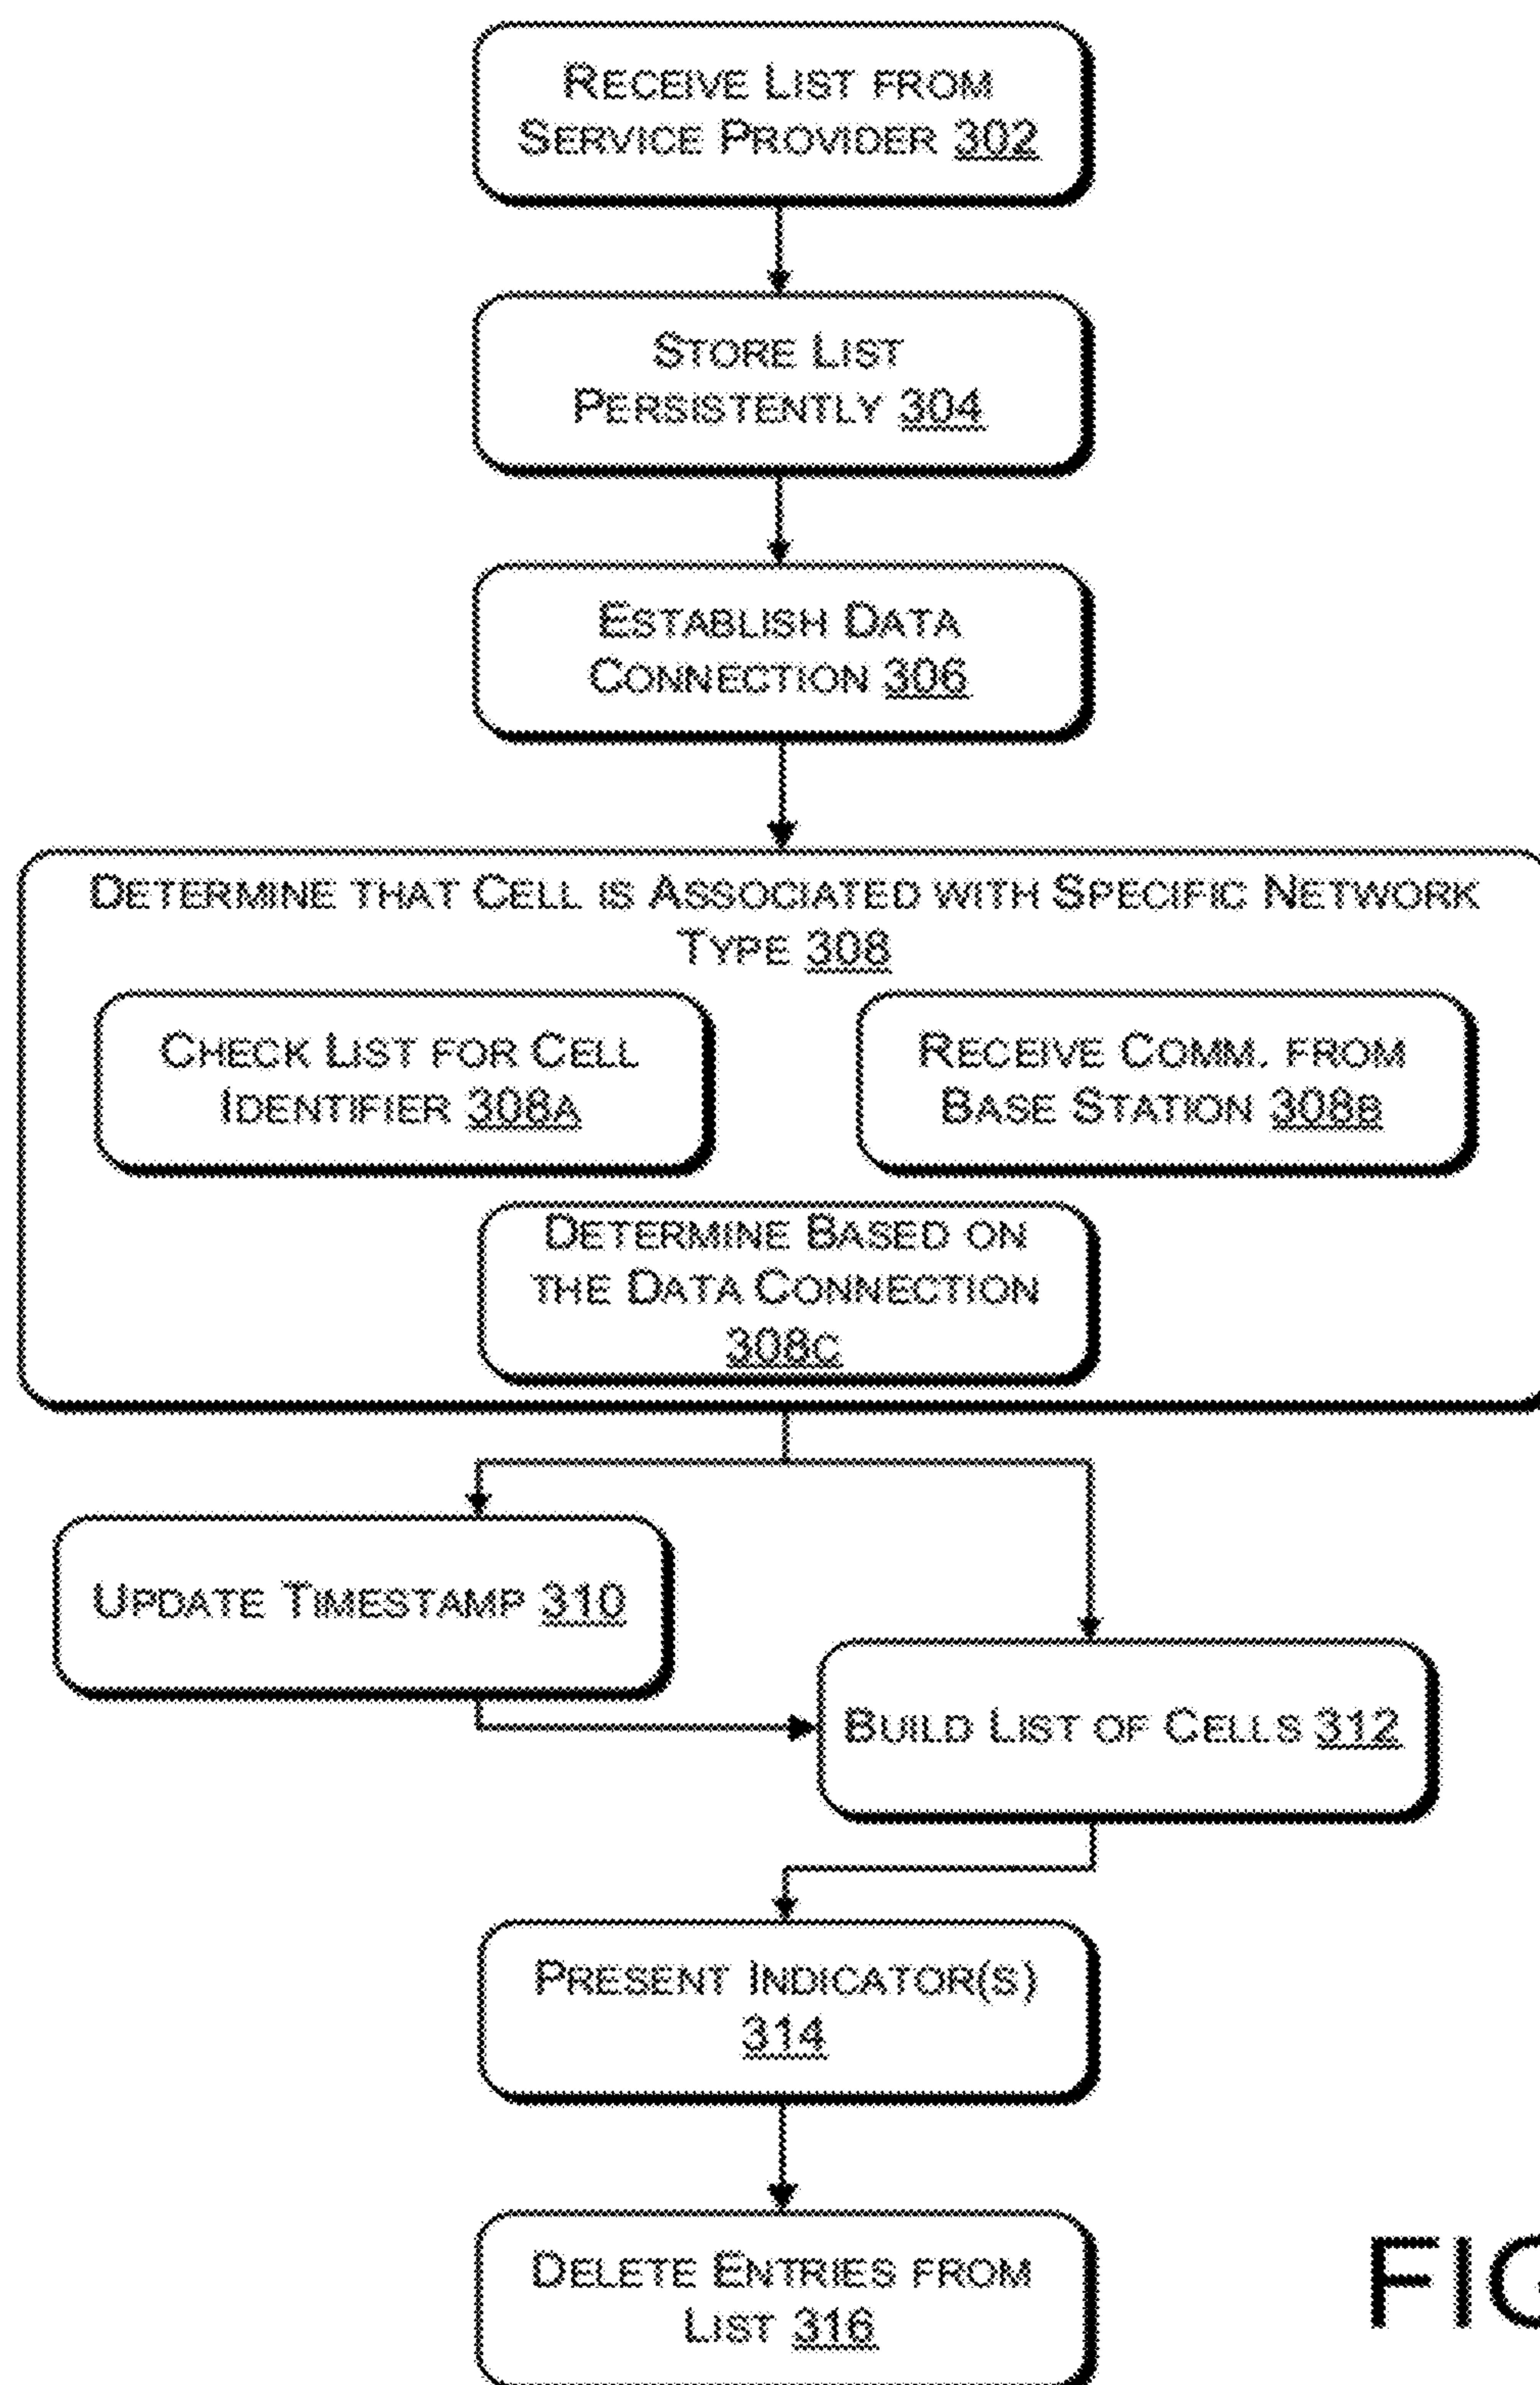 RECEIVE LIST FROM
SERVICE PROVIDER 302
STORE LIST
PERSISTENTLY 304
ESTABLISH DATA
CONNECTION 306
DETERMINE THAT CELL IS ASSOCIATED WITH SPECIFIC NETWORK
TYPE 308
CHECK LIST FOR CELL
IDENTIFIER 308A
RECEIVE COMM. FROM
BASE STATION 308B
DETERMINE BASED ON
THE DATA CONNECTION
308C
UPDATE TIMESTAMP 310
BUILD LIST OF CELLS 312
PRESENT INDICATOR(S)
314
DELETE ENTRIES FROM
LIST 316